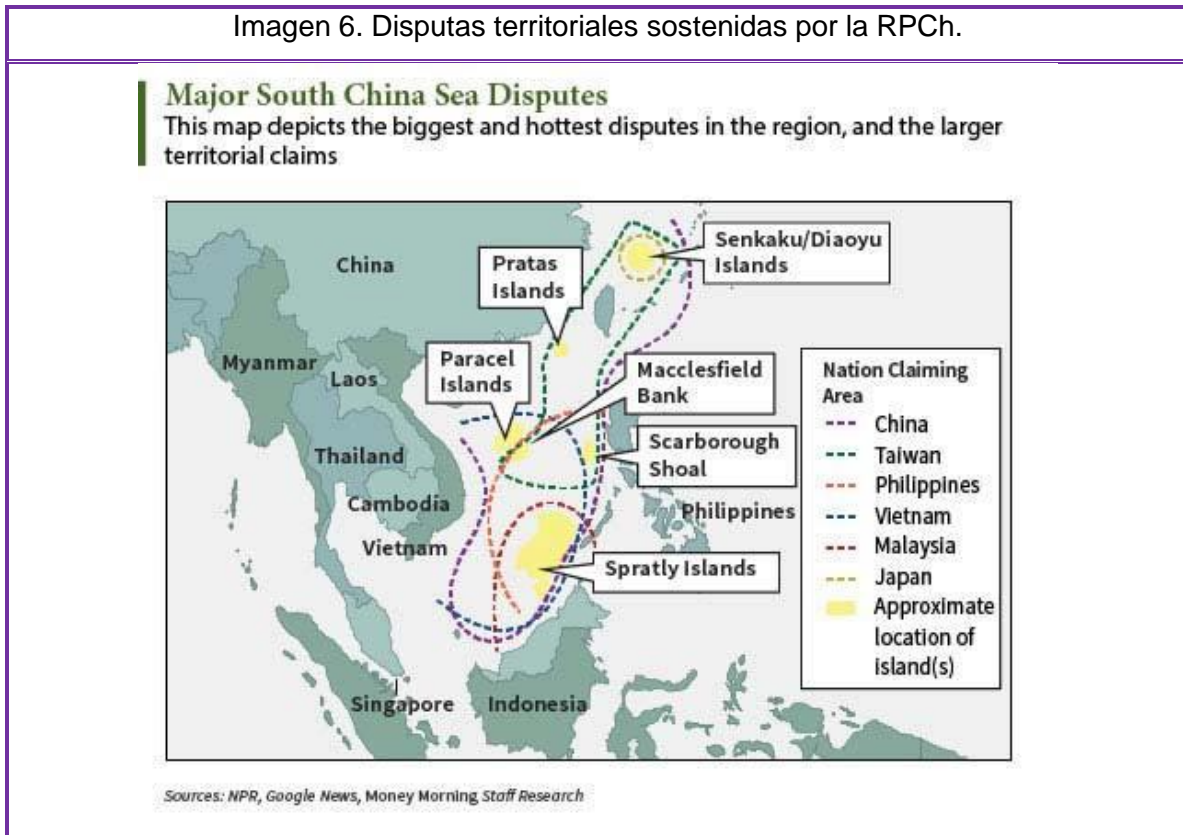 Imagen 6. Disputas territoriales sostenidas por la RPCh.
Major South China Sea Disputes
This map depicts the biggest and hottest disputes in the region, and the larger
territorial claims
Senkaku/Diaoyu
Islands
China
Pratas
Islands
Myanmar
Laos
Paracel
Islands
Macclesfield
Bank
Nation Claiming
Area
China
Taiwan
Philippines
Vietnam
Malaysia
Japan
Approximate
location of
island(s)
Thailand
Scarborough
Shoal
Cambodia
Philippines
Vietnam
Spratly Islands
Singapore
Indonesia
Sources: NPR, Google News, Money Morning Staff Research